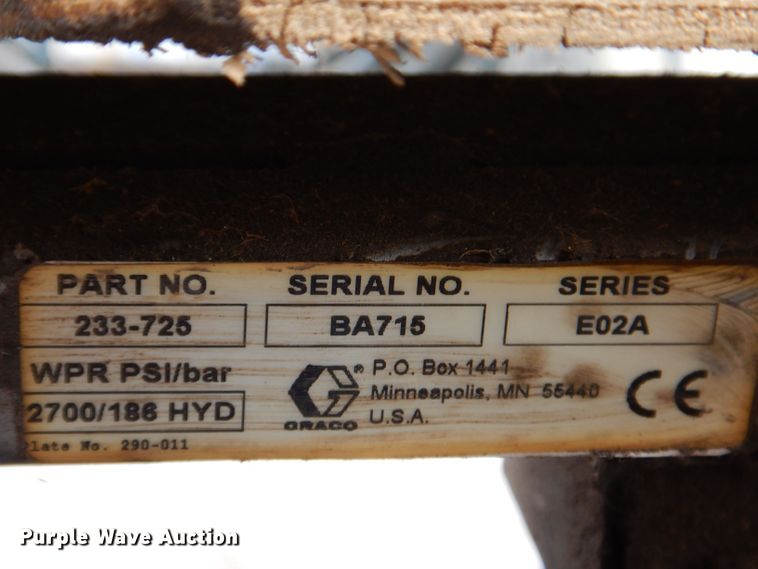 PART NO. SERIAL NO. SERIES
233-725 BA715 E02A
WPR PSI/bar
2700/186 HYD
late No. 290-011
GRACO ®
P.O. Box 1441
Minneapolis, MN 55440
U.S.A.
CE
Purple Wave Auction